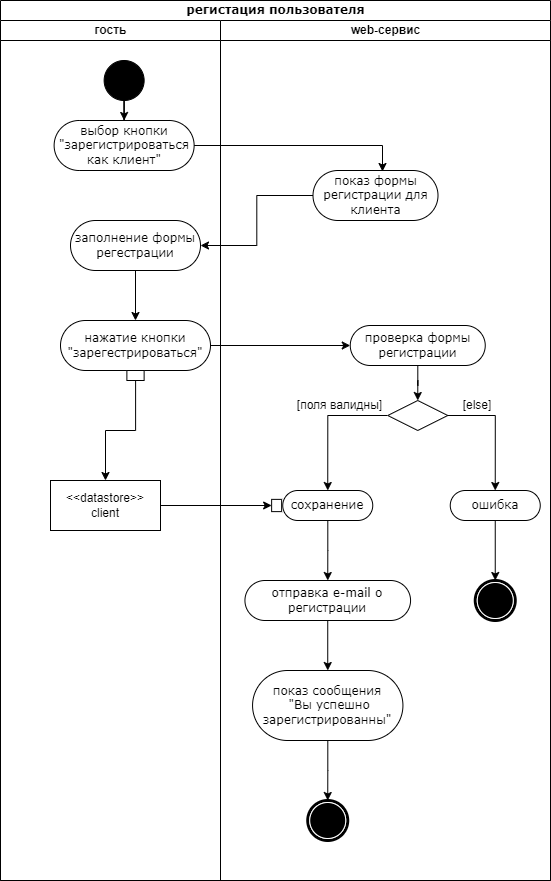 регистация пользователя
гость
web-сервис
выбор кнопки
"зарегистрироваться
как клиент"
показ формы
регистрации для
клиента
заполнение формы
регестрации
нажатие кнопки
"зарегестрироваться"
проверка формы
регистрации
[поля валидны]
[else]
<<datastore>>
client
сохранение
ошибка
отправка e-mail о
регистрации
показ сообщения
"Вы успешно
зарегистрированны"